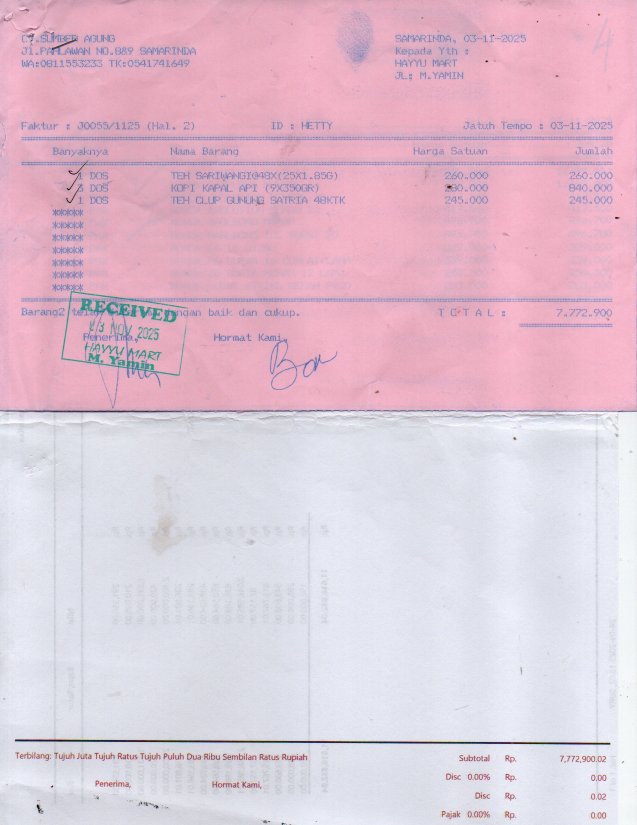 CV.SUMBER AGUNG
Jl.PAHLAWAN NO.889 SAMARINDA
WA:0811553233 TK:0541741649
SAMARINDA, 03-11-2025
Kepada Yth :
HAYYU MART
JL: M.YAMIN
4
Faktur : J0055/1125 (Hal. 2) ID : HETTY Jatuh Tempo : 03-11-2025
Banyaknya Nama Barang Harga Satuan Jumlah
1 DOS TEH SARIWANGI@48X(25X1.85G) 260.000 260.000
3 DOS KOPI KAPAL API (9X350GR) 280.000 840.000
1 DOS TEH CLUP GUNUNG SATRIA 48KTK 245.000 245.000
*****
*****
*****
*****
*****
*****
*****
Barang2 dengan baik dan cukup. T O T A L : 7.772.900
Penerima, Hormat Kami,
RECEIVED
03 NOV 2025
HAYYU MART
M. Yamin
Terbilang: Tujuh Juta Tujuh Ratus Tujuh Puluh Dua Ribu Sembilan Ratus Rupiah
Subtotal Rp. 7,772,900.02
Disc 0.00% Rp. 0.00
Penerima, Hormat Kami,
Disc Rp. 0.02
Pajak 0.00% Rp. 0.00